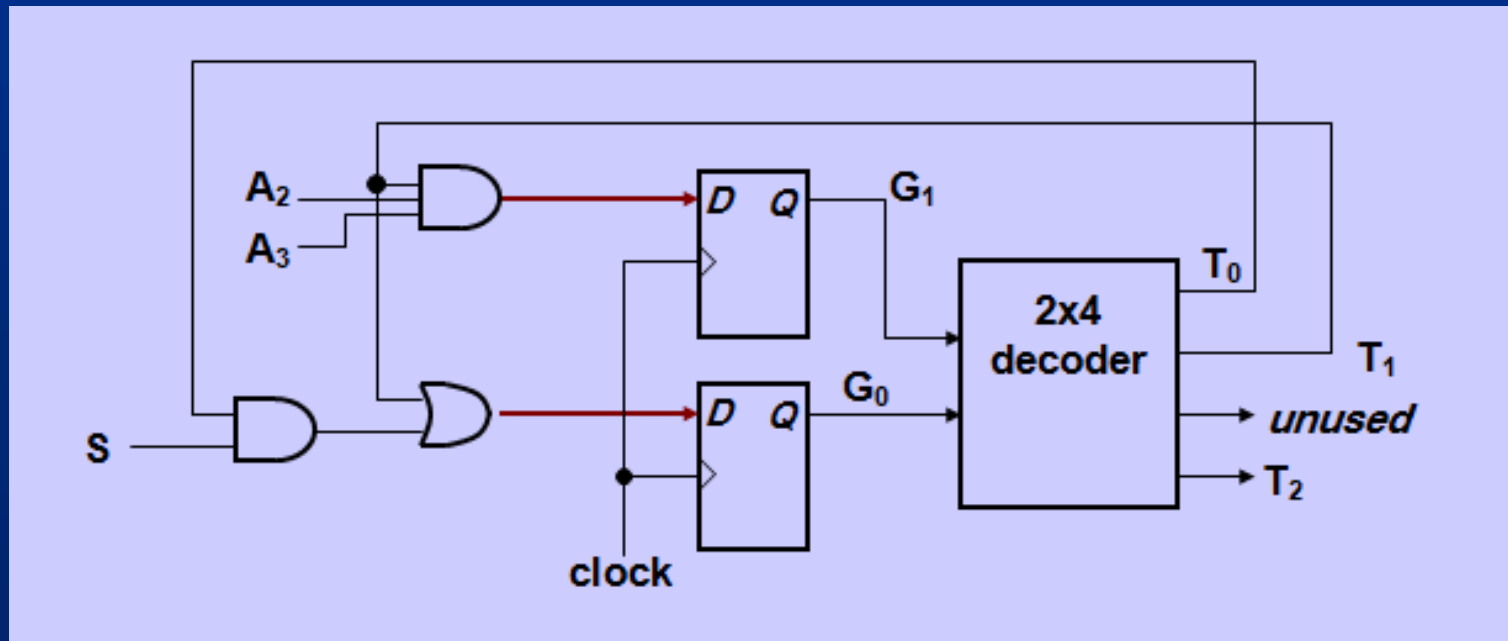 A₂
A₃
D Q
G₁
T₀
2x4
decoder
T₁
S
D Q
G₀
unused
T₂
clock